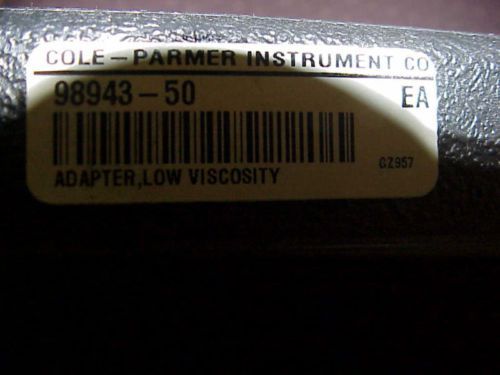 COLE-PARMER INSTRUMENT CO
98943-50 EA
GZ957
ADAPTER,LOW VISCOSITY